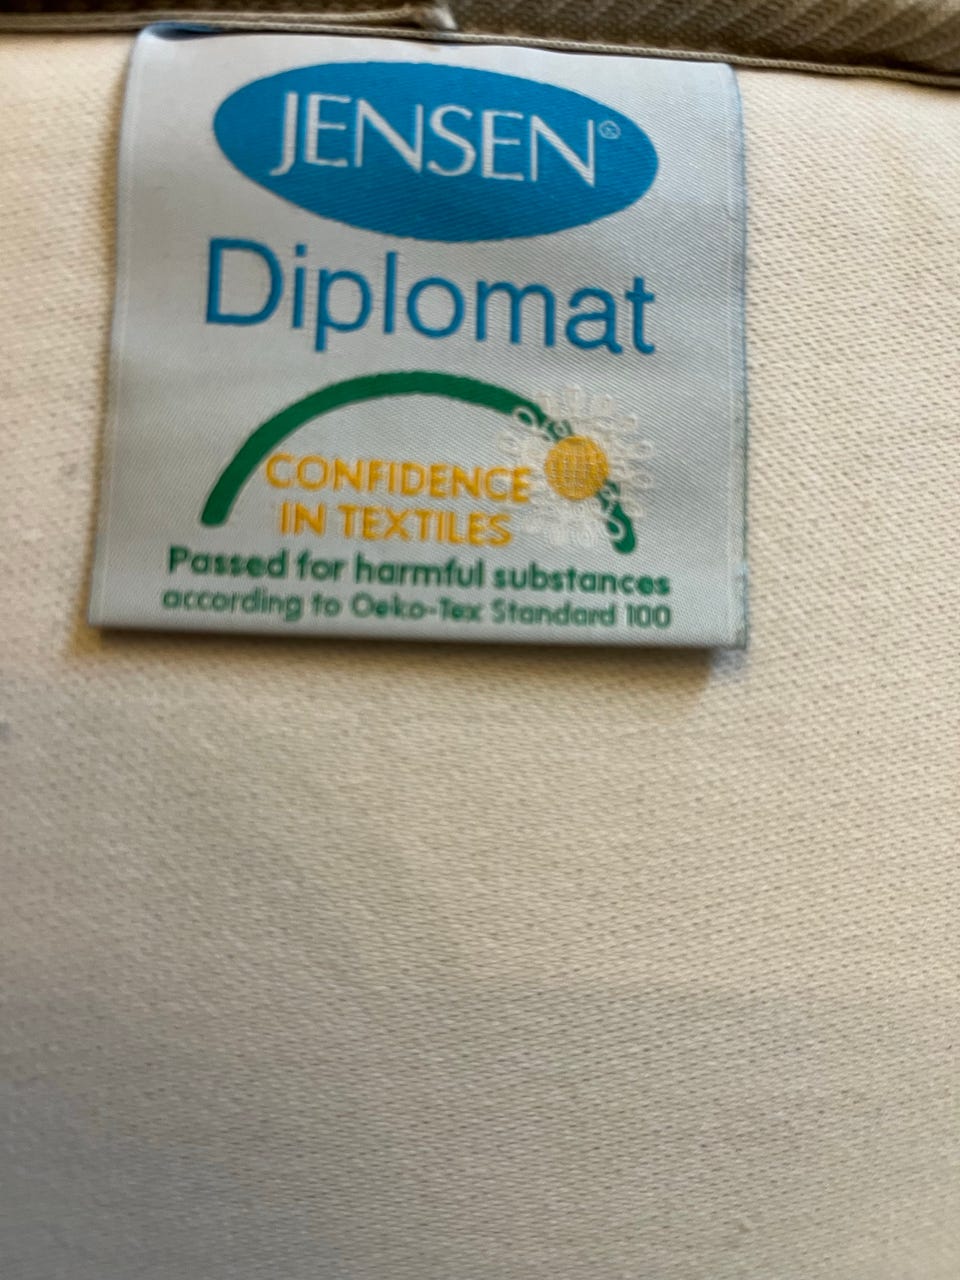 JENSEN®
Diplomat
CONFIDENCE
IN TEXTILES
Passed for harmful substances
according to Oeko-Tex Standard 100